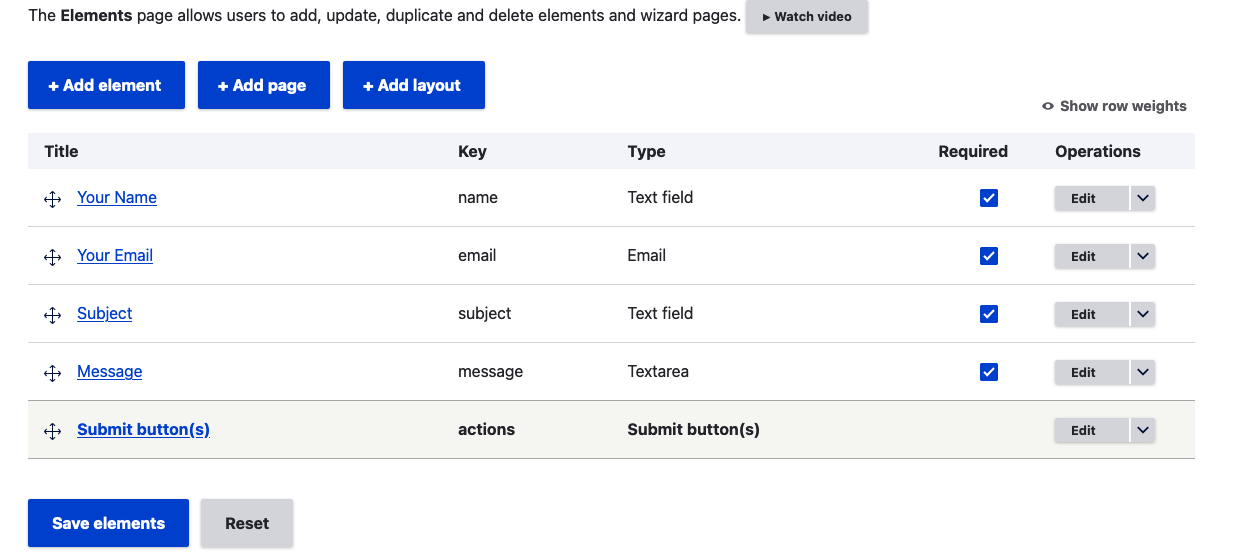 The Elements page allows users to add, update, duplicate and delete elements and wizard pages. ▸ Watch video
+ Add element + Add page + Add layout
Show row weights
Title Key Type Required Operations
Your Name name Text field Edit
Your Email email Email Edit
Subject subject Text field Edit
Message message Textarea Edit
Submit button(s) actions Submit button(s) Edit
Save elements Reset